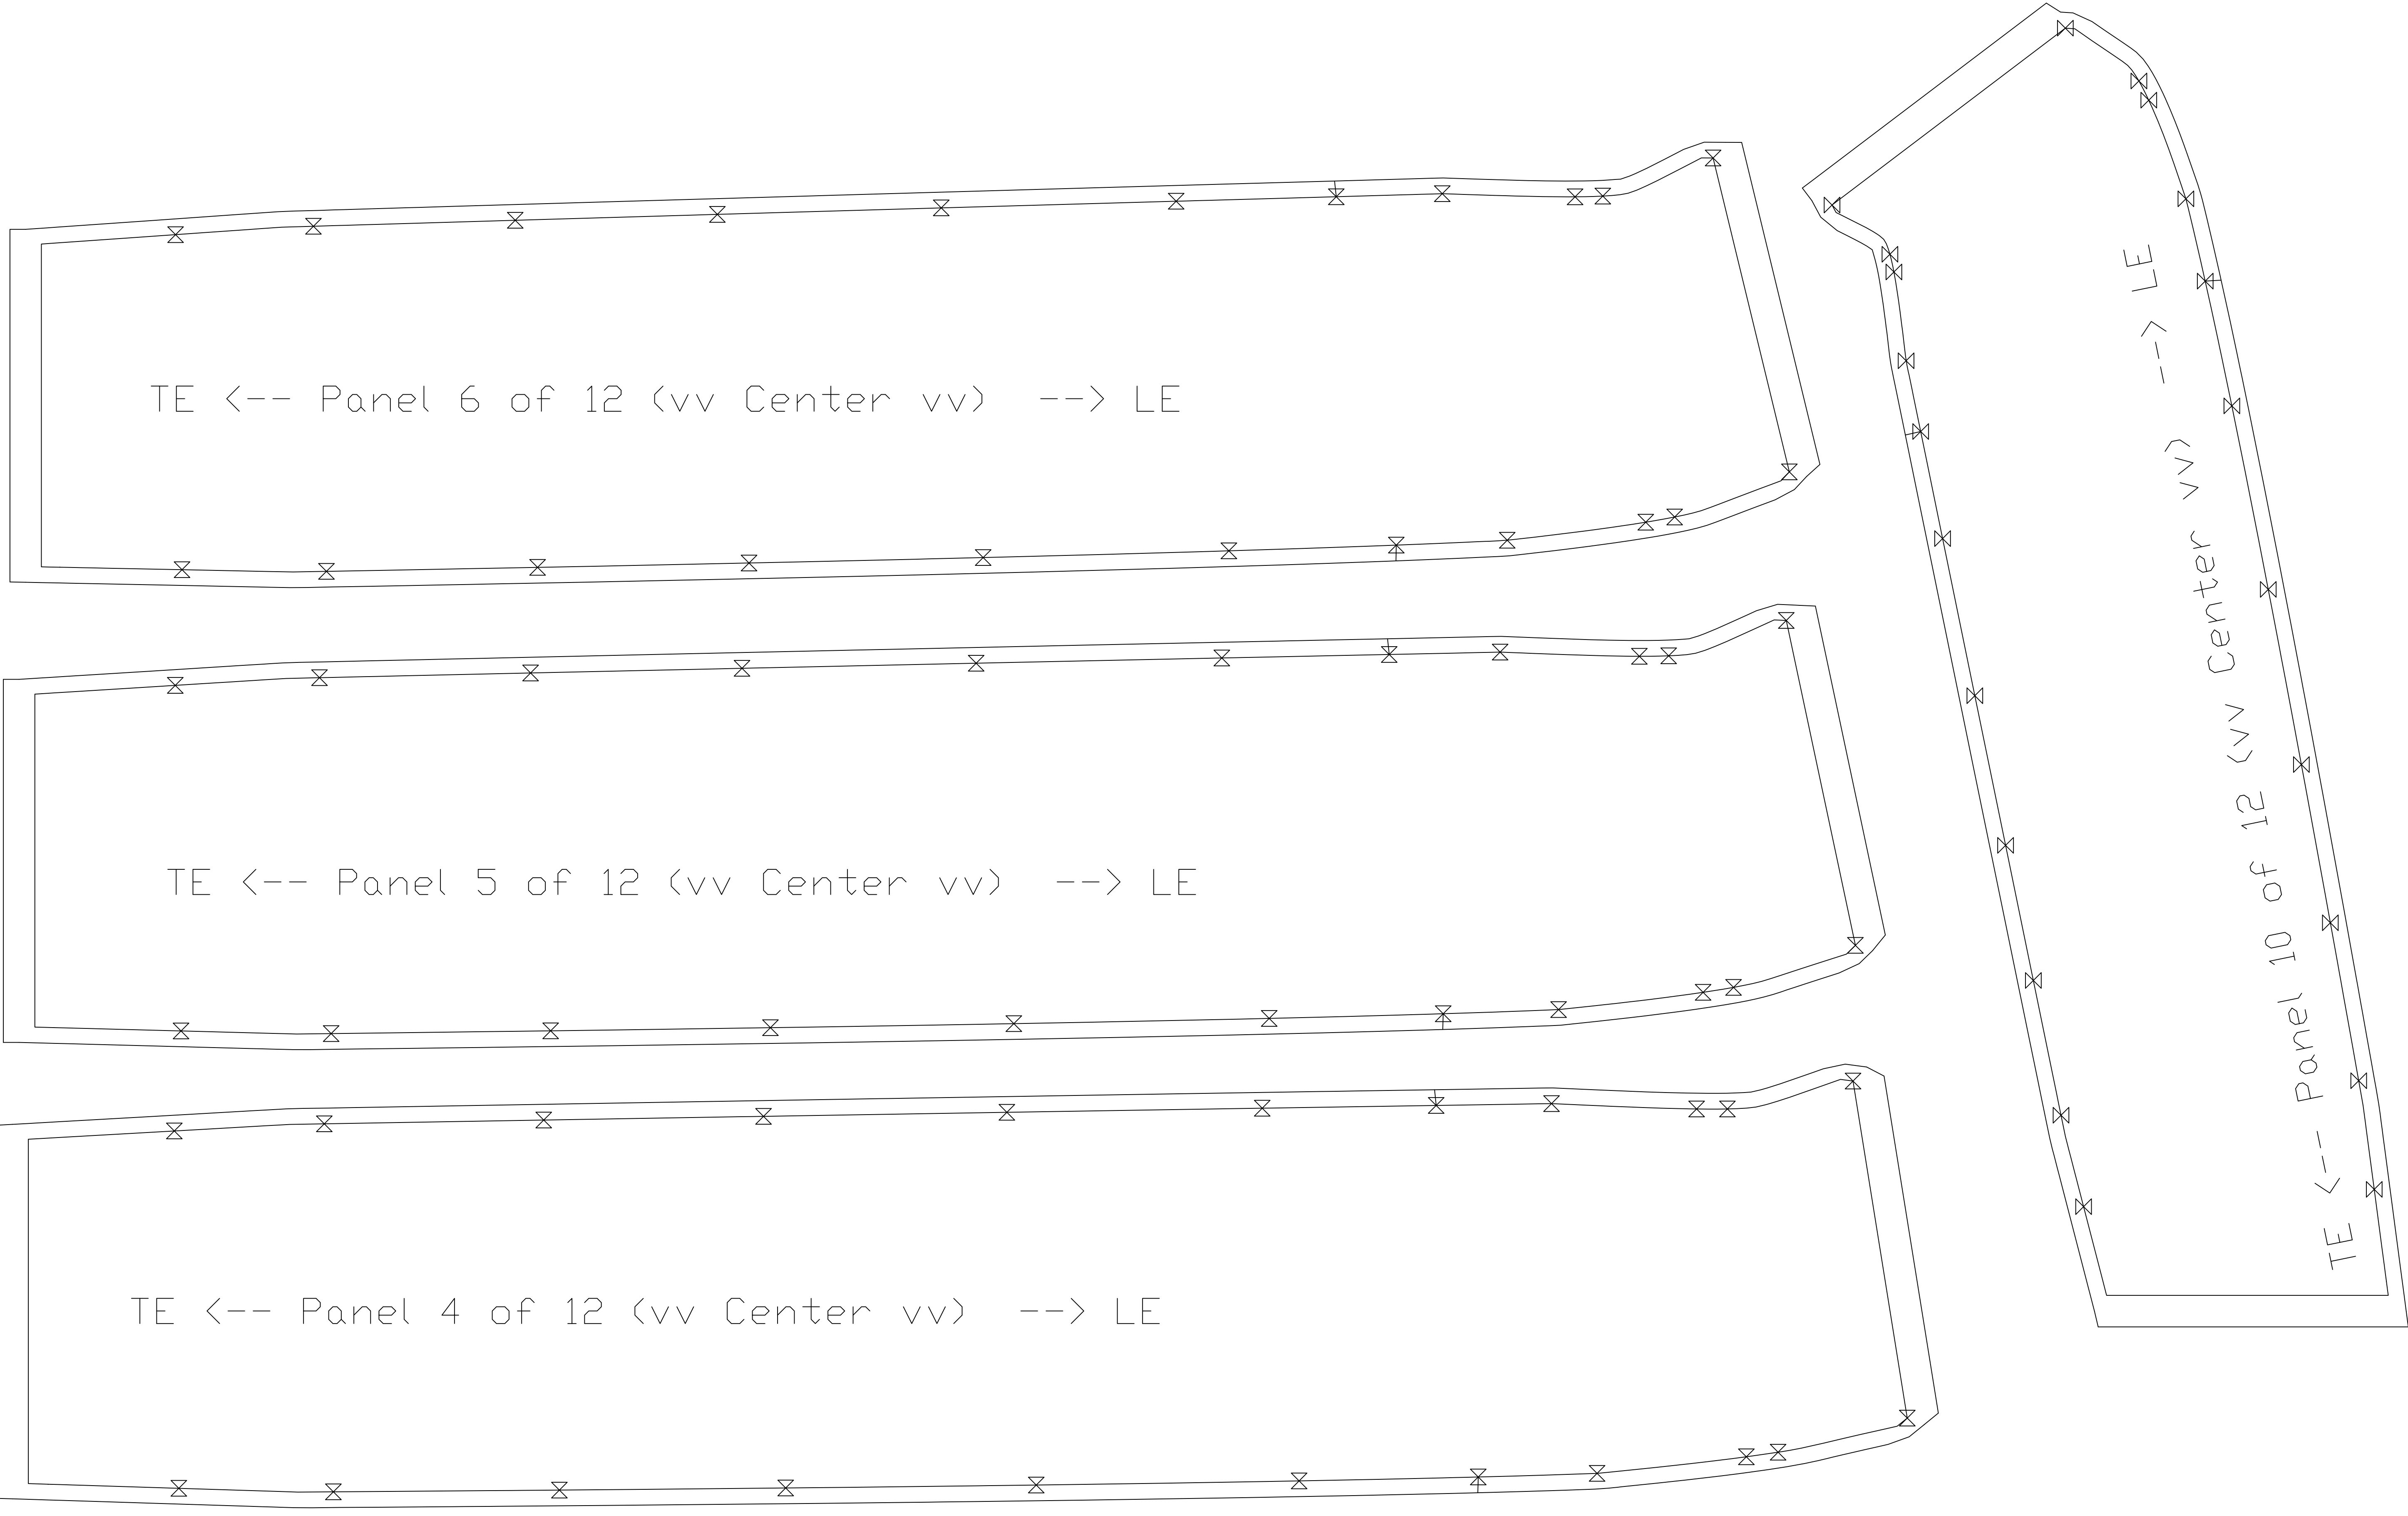 TE <-- Panel 6 of 12 (vv Center vv) --> LE
TE <-- Panel 5 of 12 (vv Center vv) --> LE
TE <-- Panel 4 of 12 (vv Center vv) --> LE
TE <-- Panel 10 of 12 (vv Center vv) --> LE